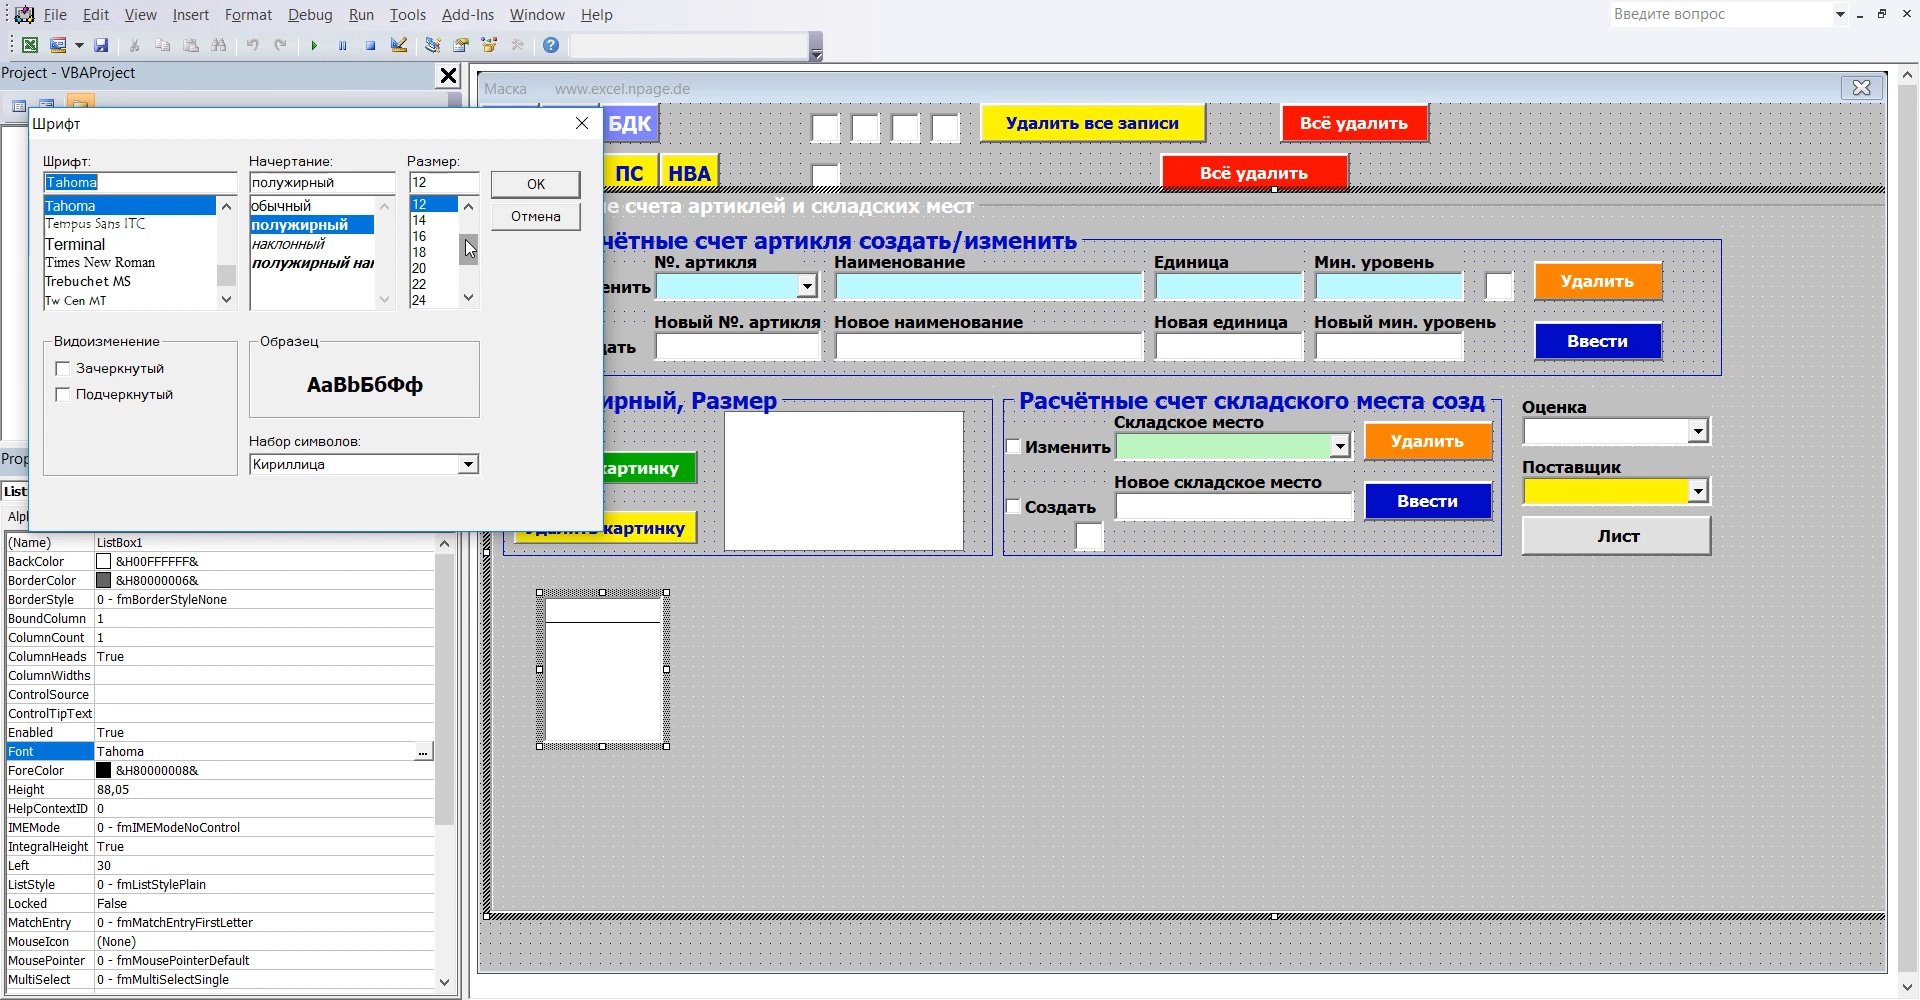 File Edit View Insert Format Debug Run Tools Add-Ins Window Help
Введите вопрос
Project - VBAProject
Маска www.excel.npage.de
БДК
Удалить все записи
Всё удалить
ПС НВА
Всё удалить
е счета артиклей и складских мест
чётные счет артикля создать/изменить
№. артикля Наименование Единица Мин. уровень
енить
Удалить
Новый №. артикля Новое наименование Новая единица Новый мин. уровень
ать
Ввести
ирный, Размер
артинку
картинку
Расчётные счет складского места созд
Складское место
Изменить
Удалить
Новое складское место
Создать
Ввести
Оценка
Поставщик
Лист
Шрифт
Шрифт: Начертание: Размер:
Tahoma полужирный 12
OK
Отмена
Tahoma
Tempus Sans ITC
Terminal
Times New Roman
Trebuchet MS
Tw Cen MT
обычный
полужирный
наклонный
полужирный нак
12
14
16
18
20
22
24
Видоизменение
Зачеркнутый
Подчеркнутый
Образец
АаВbБбФф
Набор символов:
Кириллица
Prop
List
Alp
(Name) ListBox1
BackColor &H00FFFFFF&
BorderColor &H80000006&
BorderStyle 0 - fmBorderStyleNone
BoundColumn 1
ColumnCount 1
ColumnHeads True
ColumnWidths
ControlSource
ControlTipText
Enabled True
Font Tahoma ...
ForeColor &H80000008&
Height 88,05
HelpContextID 0
IMEMode 0 - fmIMEModeNoControl
IntegralHeight True
Left 30
ListStyle 0 - fmListStylePlain
Locked False
MatchEntry 0 - fmMatchEntryFirstLetter
MouseIcon (None)
MousePointer 0 - fmMousePointerDefault
MultiSelect 0 - fmMultiSelectSingle